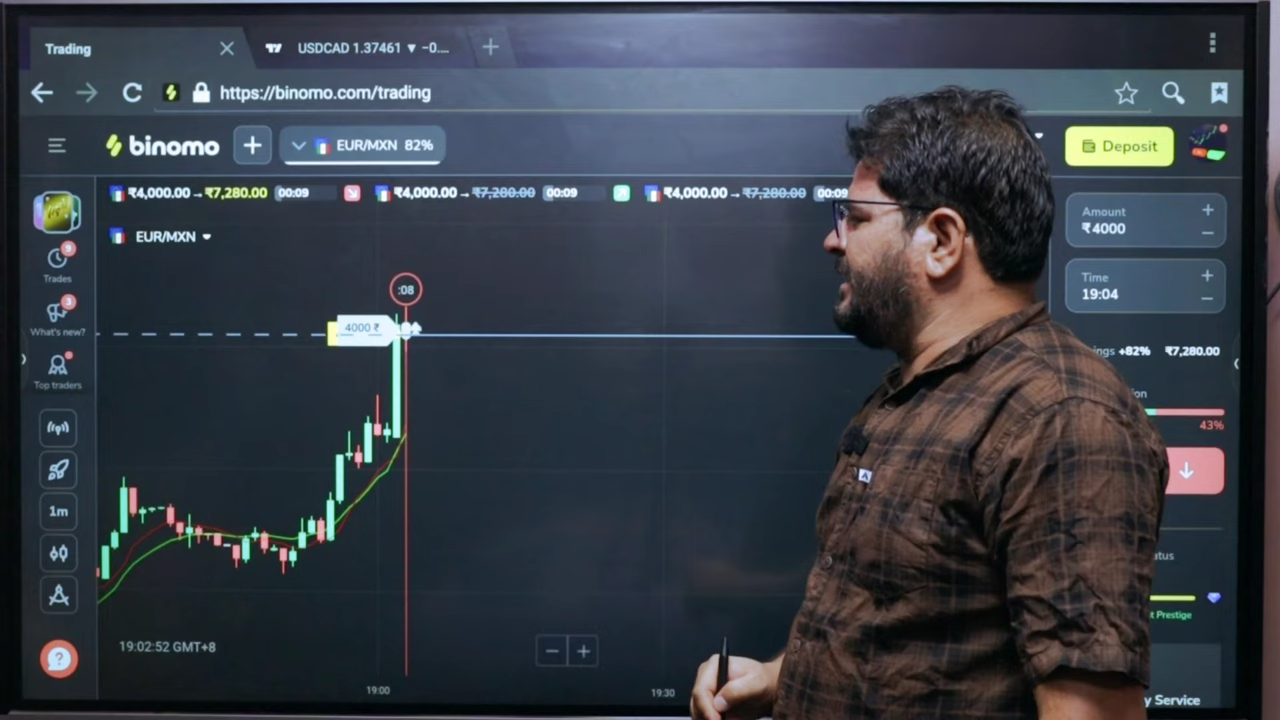 Trading
USDCAD 1.37461 ▼ −0....
https://binomo.com/trading
binomo
EUR/MXN 82%
Deposit
₹4,000.00 → ₹7,280.00 00:09
₹4,000.00 → ₹7,280.00 00:09
₹4,000.00 → ₹7,280.00 00:09
EUR/MXN
9
Trades
3
What's new?
Top traders
1m
:08
4000 ₹
Amount
₹4000
Time
19:04
+82% ₹7,280.00
43%
19:02:52 GMT+8
19:00
19:30
Prestige
Service